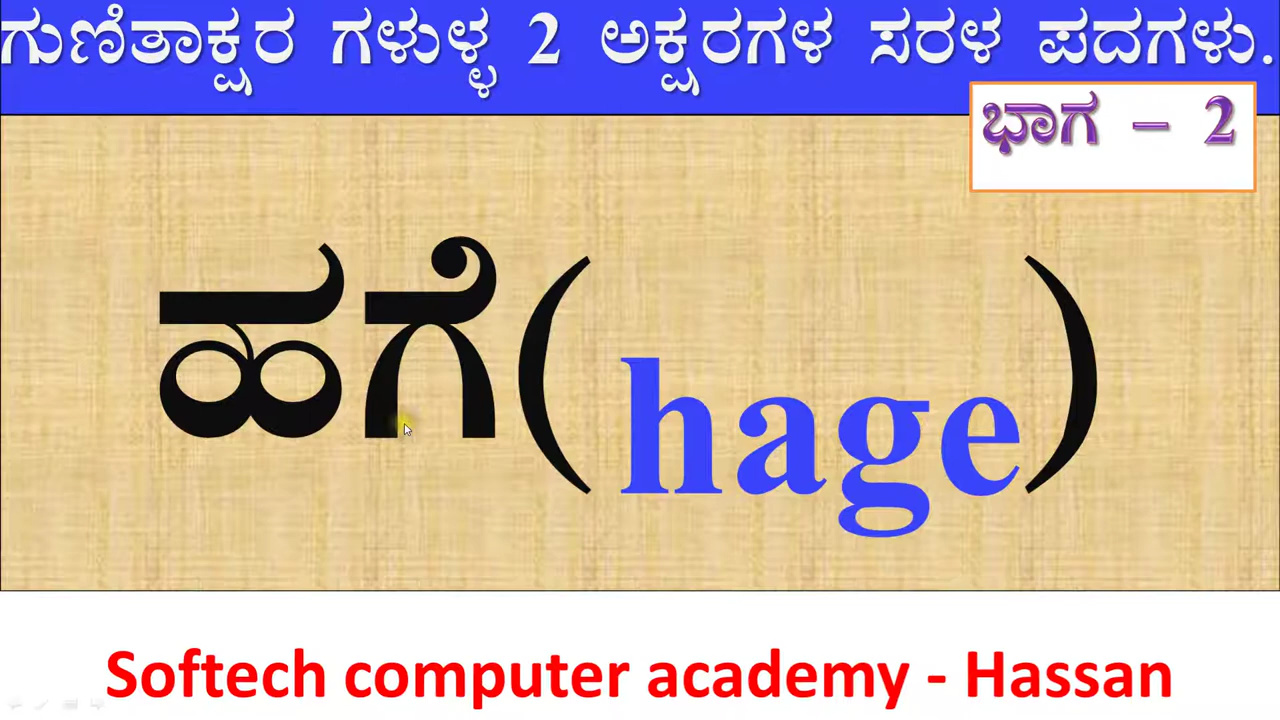 ಗುಣಿತಾಕ್ಷರ ಗಳುಳ್ಳ 2 ಅಕ್ಷರಗಳ ಸರಳ ಪದಗಳು.
ಭಾಗ – 2
ಹಗೆ(hage)
Softech computer academy - Hassan